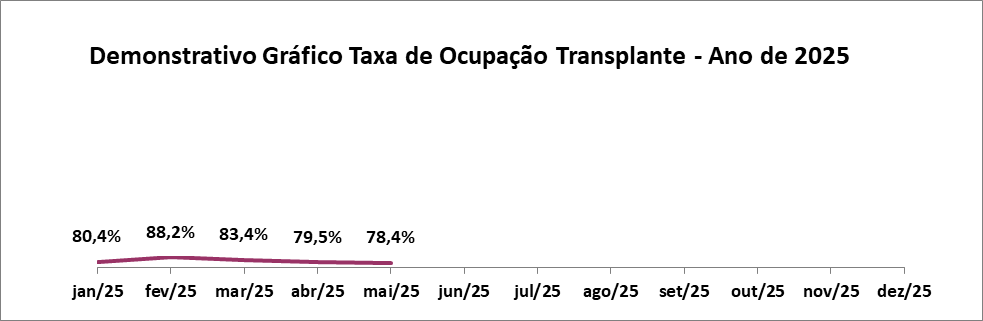 Demonstrativo Gráfico Taxa de Ocupação Transplante - Ano de 2025
80,4% 88,2% 83,4% 79,5% 78,4%
jan/25 fev/25 mar/25 abr/25 mai/25 jun/25 jul/25 ago/25 set/25 out/25 nov/25 dez/25